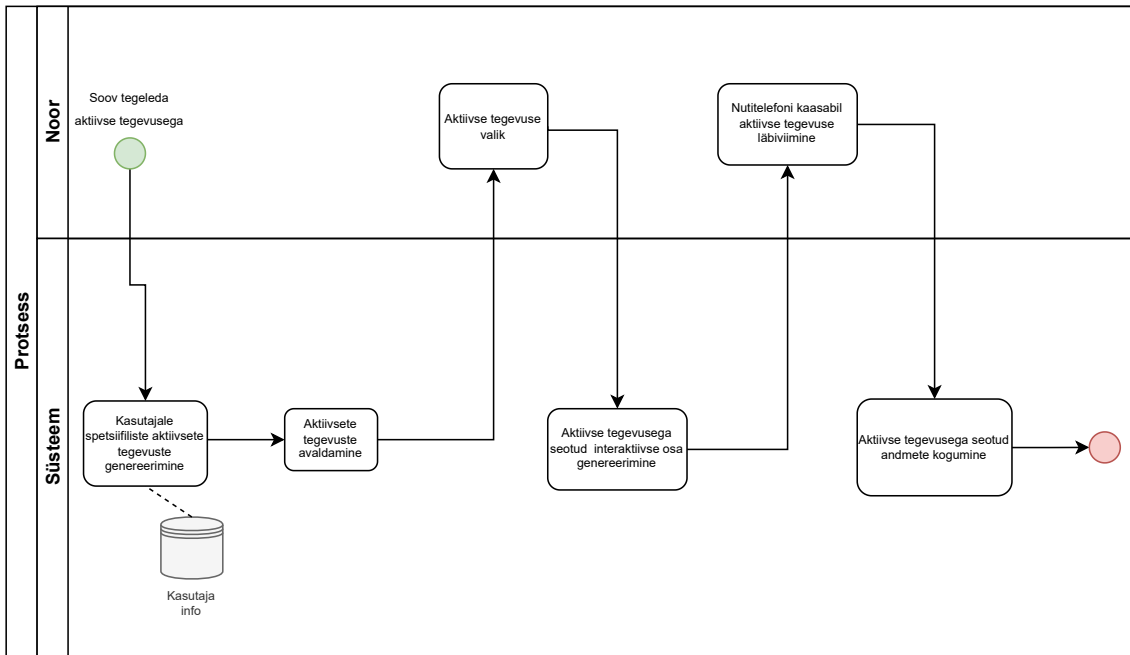 Protsess
Noor
Soov tegeleda
aktiivse tegevusega
Aktiivse tegevuse
valik
Nutitelefoni kaasabil
aktiivse tegevuse
läbiviimine
Süsteem
Kasutajale
spetsiifiliste aktiivsete
tegevuste
genereerimine
Aktiivsete
tegevuste
avaldamine
Aktiivse tegevusega
seotud interaktiivse osa
genereerimine
Aktiivse tegevusega seotud
andmete kogumine
Kasutaja
info